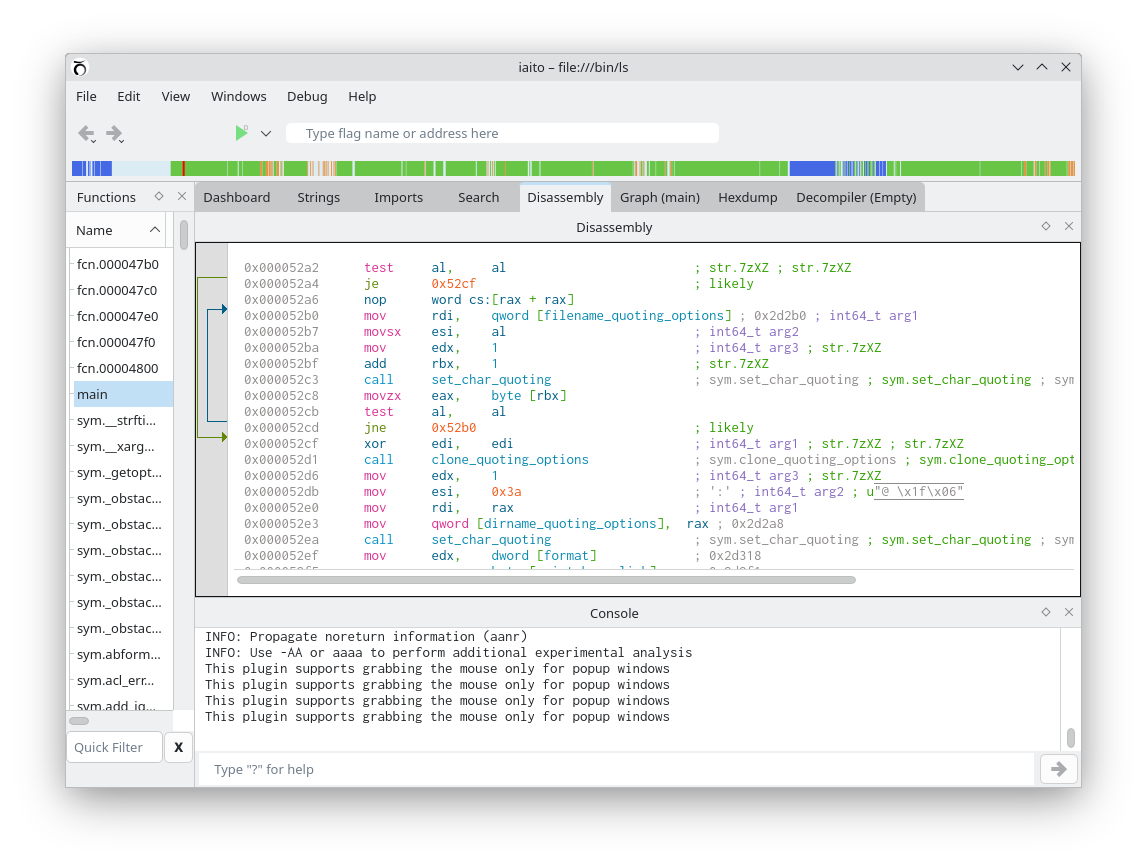 iaito – file:///bin/ls
File Edit View Windows Debug Help
Type flag name or address here
Functions
Dashboard Strings Imports Search Disassembly Graph (main) Hexdump Decompiler (Empty)
Name
fcn.000047b0
fcn.000047c0
fcn.000047e0
fcn.000047f0
fcn.00004800
main
sym.__strfti...
sym.__xarg...
sym._getopt...
sym._obstac...
sym._obstac...
sym._obstac...
sym._obstac...
sym._obstac...
sym._obstac...
sym.abform...
sym.acl_err...
sym.add_ig...
Quick Filter X
Disassembly
0x000052a2 test al, al ; str.7zXZ ; str.7zXZ
0x000052a4 je 0x52cf ; likely
0x000052a6 nop word cs:[rax + rax]
0x000052b0 mov rdi, qword [filename_quoting_options] ; 0x2d2b0 ; int64_t arg1
0x000052b7 movsx esi, al ; int64_t arg2
0x000052ba mov edx, 1 ; int64_t arg3 ; str.7zXZ
0x000052bf add rbx, 1 ; str.7zXZ
0x000052c3 call set_char_quoting ; sym.set_char_quoting ; sym.set_char_quoting ; sym
0x000052c8 movzx eax, byte [rbx]
0x000052cb test al, al
0x000052cd jne 0x52b0 ; likely
0x000052cf xor edi, edi ; int64_t arg1 ; str.7zXZ ; str.7zXZ
0x000052d1 call clone_quoting_options ; sym.clone_quoting_options ; sym.clone_quoting_opt
0x000052d6 mov edx, 1 ; int64_t arg3 ; str.7zXZ
0x000052db mov esi, 0x3a ; ':' ; int64_t arg2 ; u"@ \x1f\x06"
0x000052e0 mov rdi, rax ; int64_t arg1
0x000052e3 mov qword [dirname_quoting_options], rax ; 0x2d2a8
0x000052ea call set_char_quoting ; sym.set_char_quoting ; sym.set_char_quoting ; sym
0x000052ef mov edx, dword [format] ; 0x2d318
Console
INFO: Propagate noreturn information (aanr)
INFO: Use -AA or aaaa to perform additional experimental analysis
This plugin supports grabbing the mouse only for popup windows
This plugin supports grabbing the mouse only for popup windows
This plugin supports grabbing the mouse only for popup windows
This plugin supports grabbing the mouse only for popup windows
Type "?" for help